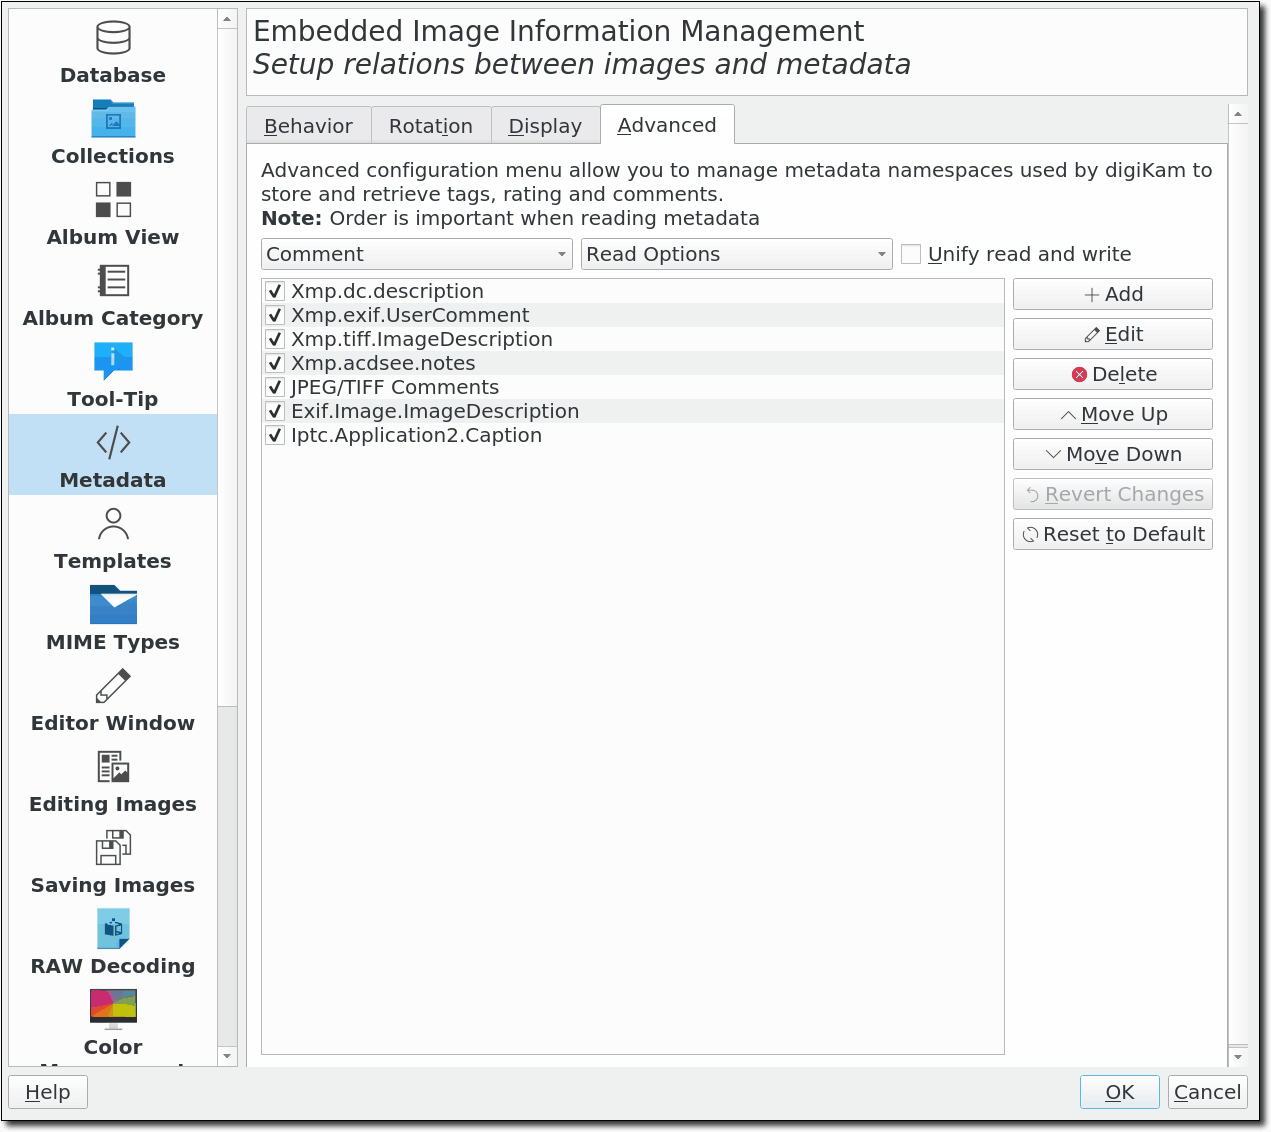 Embedded Image Information Management
Setup relations between images and metadata
Database
Collections
Album View
Album Category
Tool-Tip
Metadata
Templates
MIME Types
Editor Window
Editing Images
Saving Images
RAW Decoding
Color
Behavior
Rotation
Display
Advanced
Advanced configuration menu allow you to manage metadata namespaces used by digiKam to
store and retrieve tags, rating and comments.
Note: Order is important when reading metadata
Comment
Read Options
Unify read and write
Xmp.dc.description
Xmp.exif.UserComment
Xmp.tiff.ImageDescription
Xmp.acdsee.notes
JPEG/TIFF Comments
Exif.Image.ImageDescription
Iptc.Application2.Caption
Add
Edit
Delete
Move Up
Move Down
Revert Changes
Reset to Default
Help
OK
Cancel